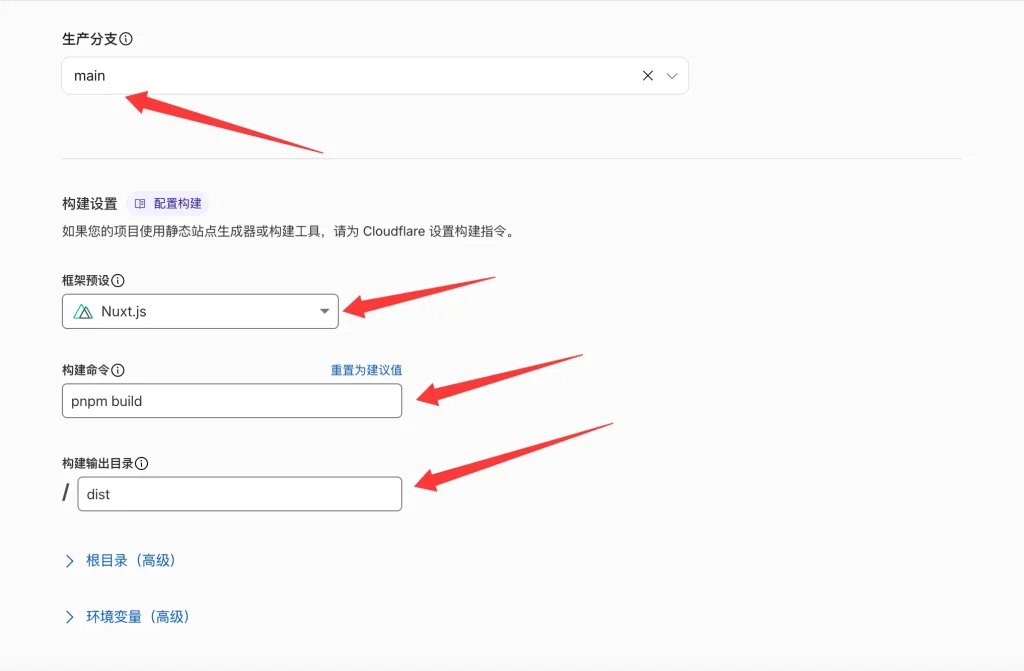 生产分支
main
构建设置 配置构建
如果您的项目使用静态站点生成器或构建工具，请为 Cloudflare 设置构建指令。
框架预设
Nuxt.js
构建命令 重置为建议值
pnpm build
构建输出目录
/ dist
根目录（高级）
环境变量（高级）